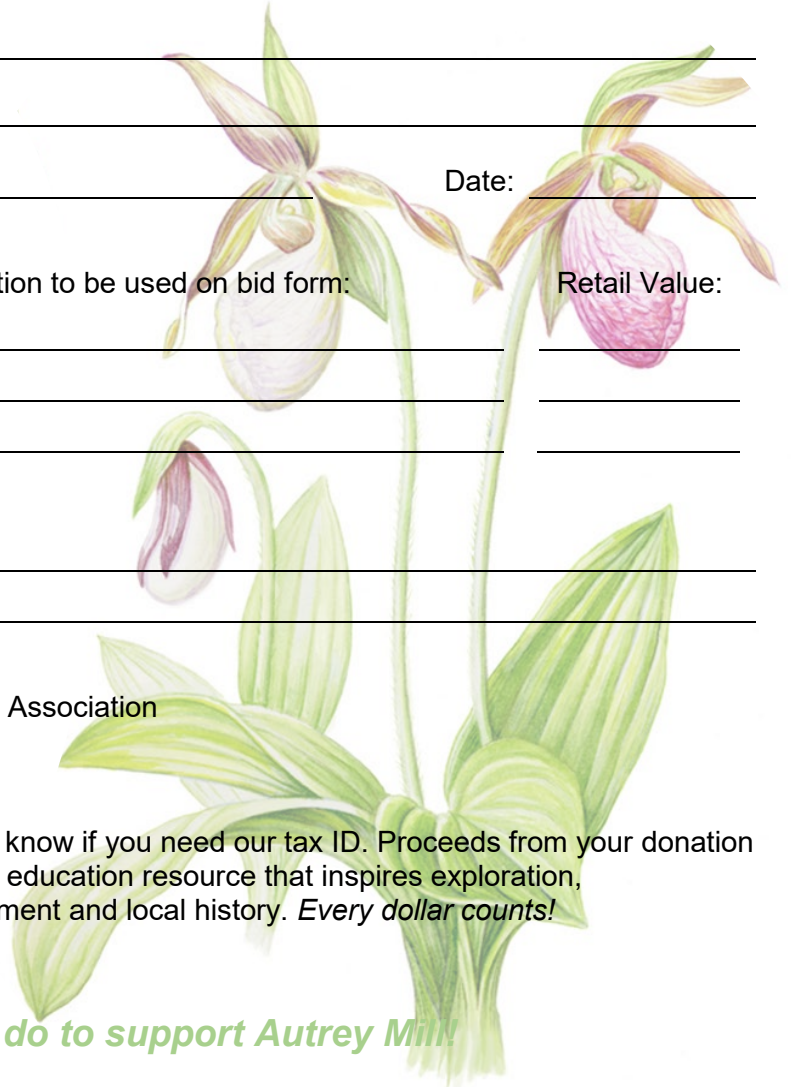 Date:
tion to be used on bid form: Retail Value:
Association
know if you need our tax ID. Proceeds from your donation
education resource that inspires exploration,
ment and local history. Every dollar counts!
do to support Autrey Mill!